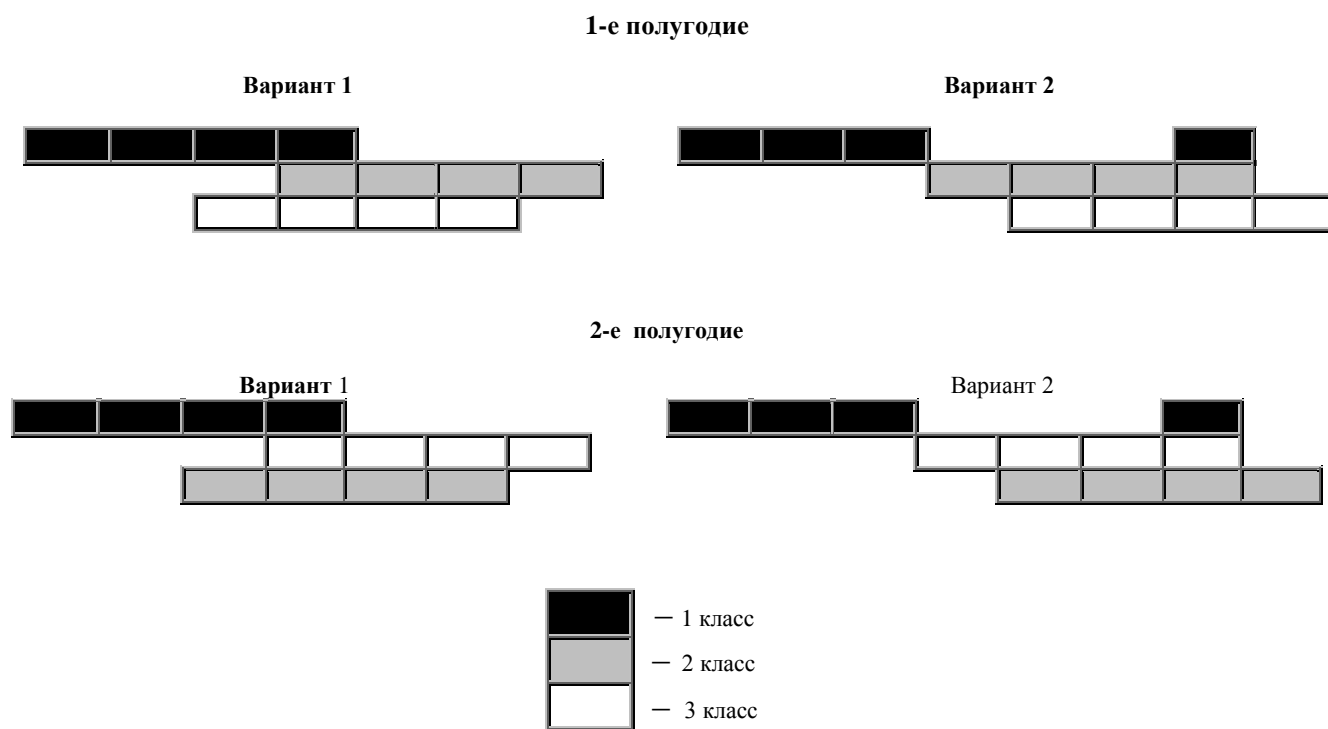 1-е полугодие
Вариант 1
Вариант 2
2-е полугодие
Вариант 1
Вариант 2
— 1 класс
— 2 класс
— 3 класс